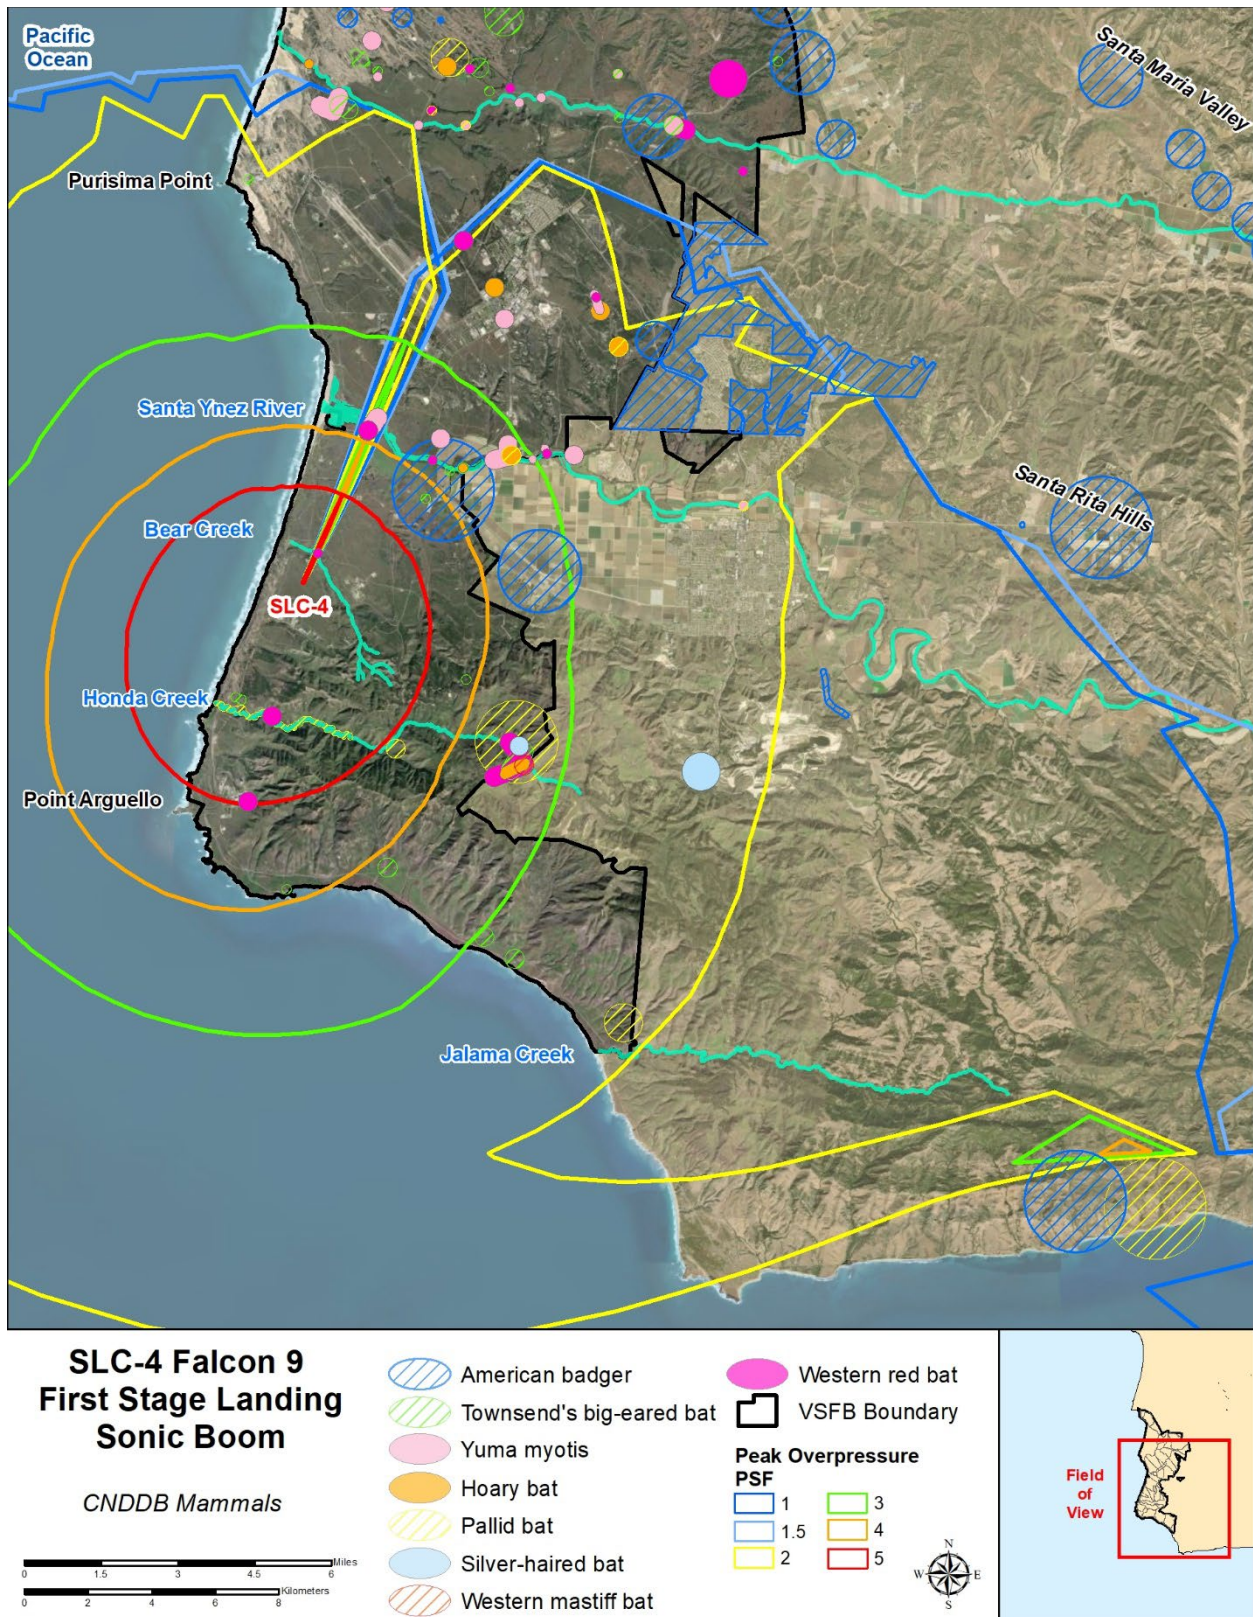 Pacific
Ocean
Santa Maria Valley
Purisima Point
Santa Ynez River
Santa Rita Hills
Bear Creek
SLC-4
Honda Creek
Point Arguello
Jalama Creek
SLC-4 Falcon 9
First Stage Landing
Sonic Boom
CNDDB Mammals
Miles
0 1.5 3 4.5 6
Kilometers
0 2 4 6 8
American badger
Townsend's big-eared bat
Yuma myotis
Hoary bat
Pallid bat
Silver-haired bat
Western mastiff bat
Western red bat
VSFB Boundary
Peak Overpressure
PSF
1
1.5
2
3
4
5
N
W E
S
Field
of
View